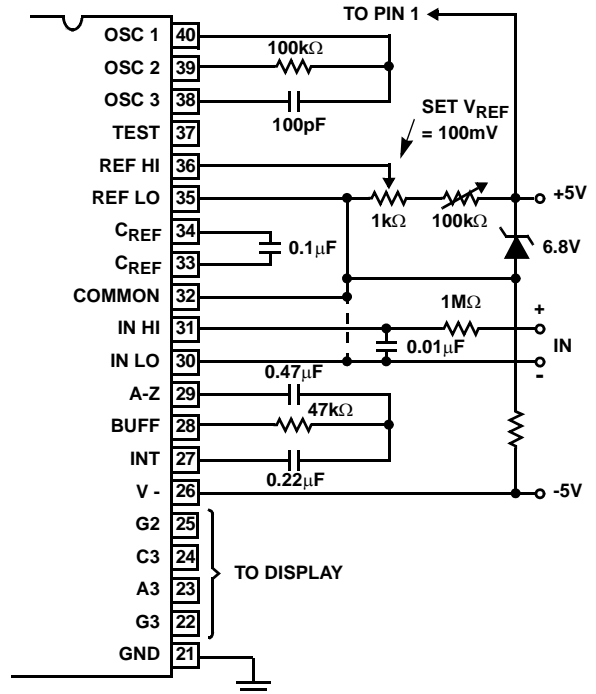 TO PIN 1
OSC 1 40
100kΩ
OSC 2 39
OSC 3 38
100pF
SET VREF
= 100mV
TEST 37
REF HI 36
REF LO 35
+5V
1kΩ 100kΩ
CREF 34
0.1μF
6.8V
CREF 33
COMMON 32
1MΩ
+
IN HI 31
0.01μF
IN
IN LO 30
-
0.47μF
A-Z 29
47kΩ
BUFF 28
INT 27
0.22μF
V - 26
-5V
G2 25
C3 24
TO DISPLAY
A3 23
G3 22
GND 21